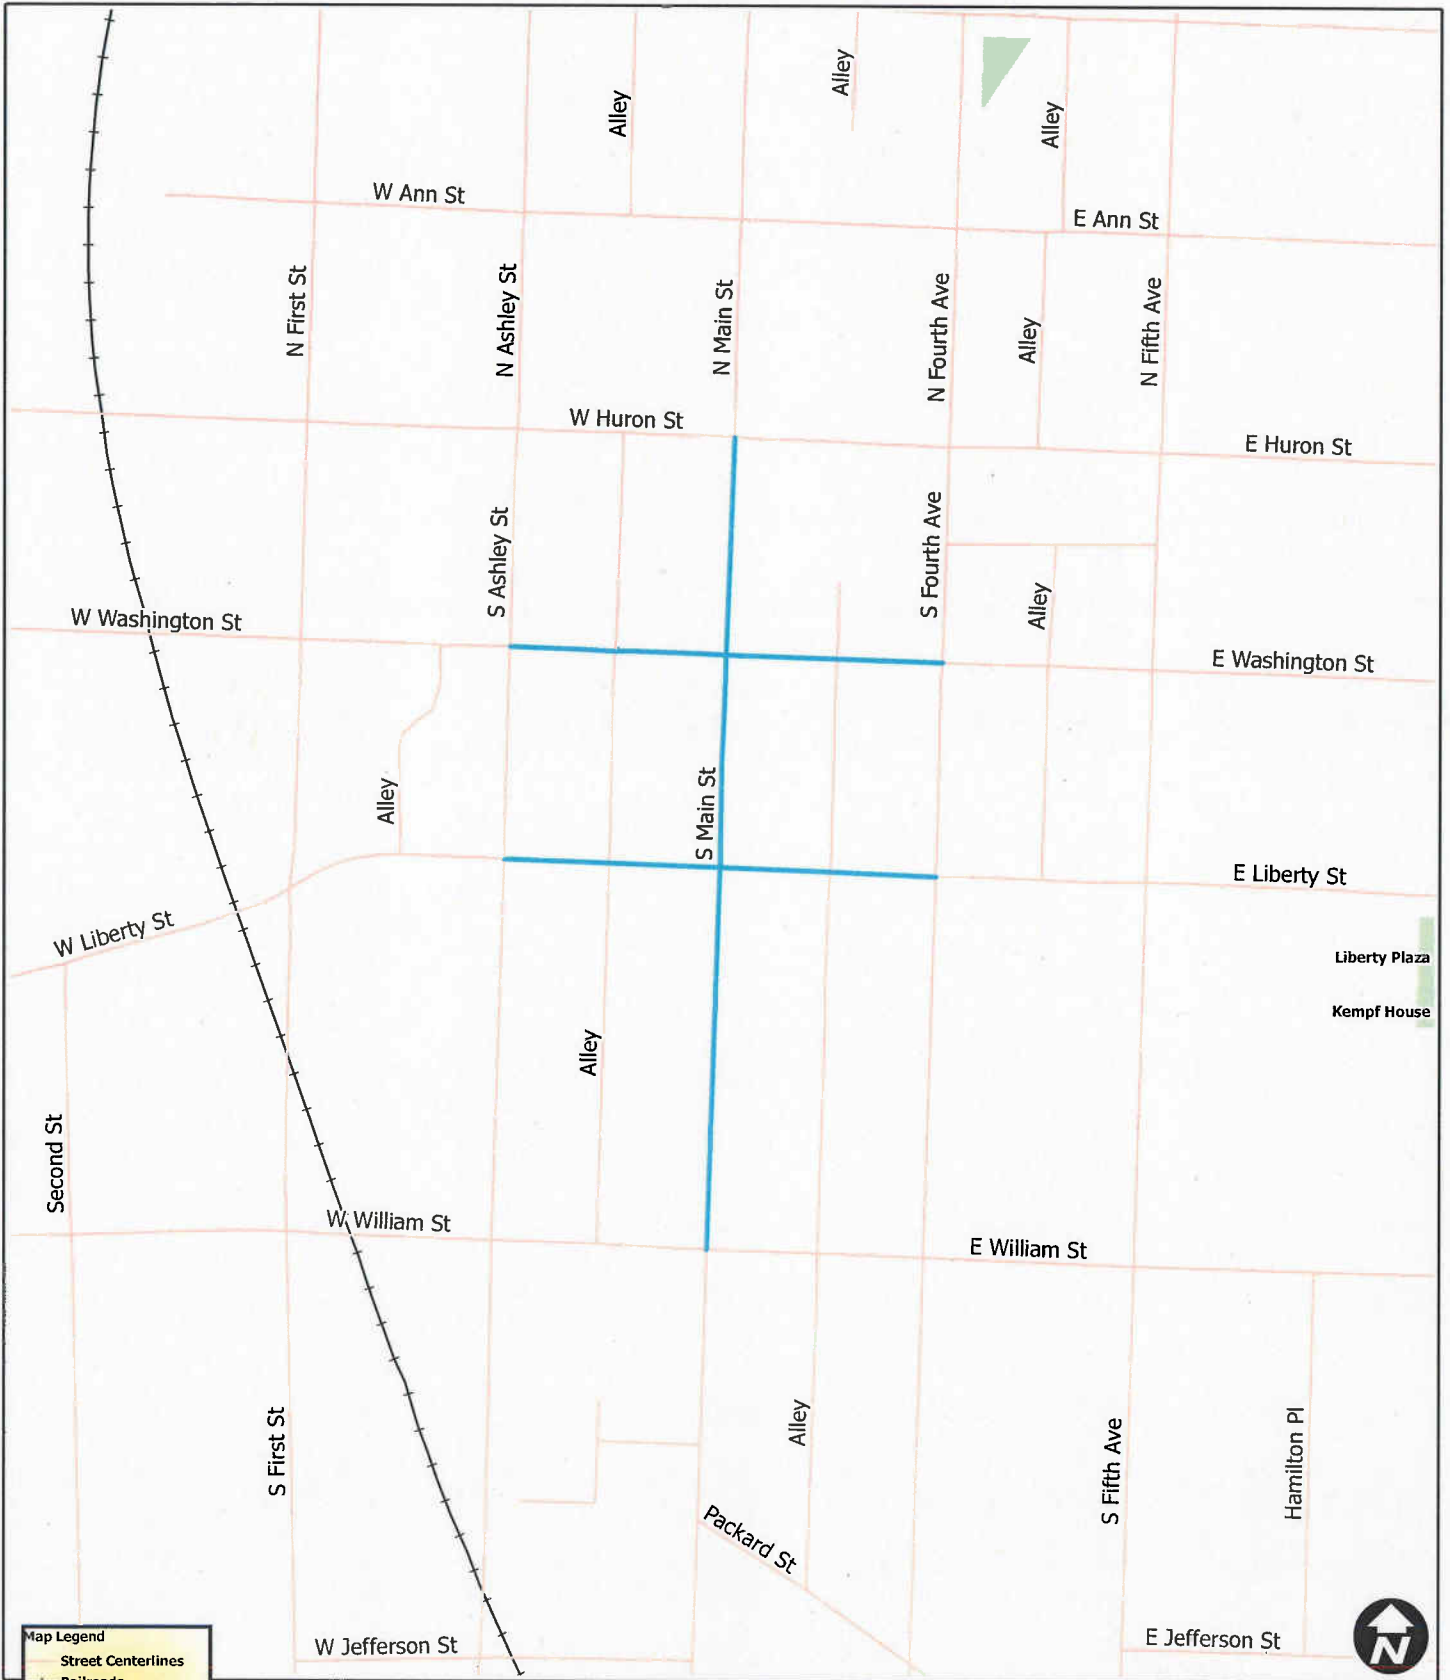 Alley
Alley
Alley
W Ann St
E Ann St
N First St
N Ashley St
N Main St
N Fourth Ave
Alley
N Fifth Ave
W Huron St
E Huron St
S Ashley St
S Fourth Ave
Alley
W Washington St
E Washington St
Alley
S Main St
E Liberty St
W Liberty St
Liberty Plaza
Kempf House
Alley
Second St
W William St
E William St
S First St
Alley
S Fifth Ave
Hamilton Pl
Packard St
W Jefferson St
E Jefferson St
N
Map Legend
Street Centerlines
Railroads